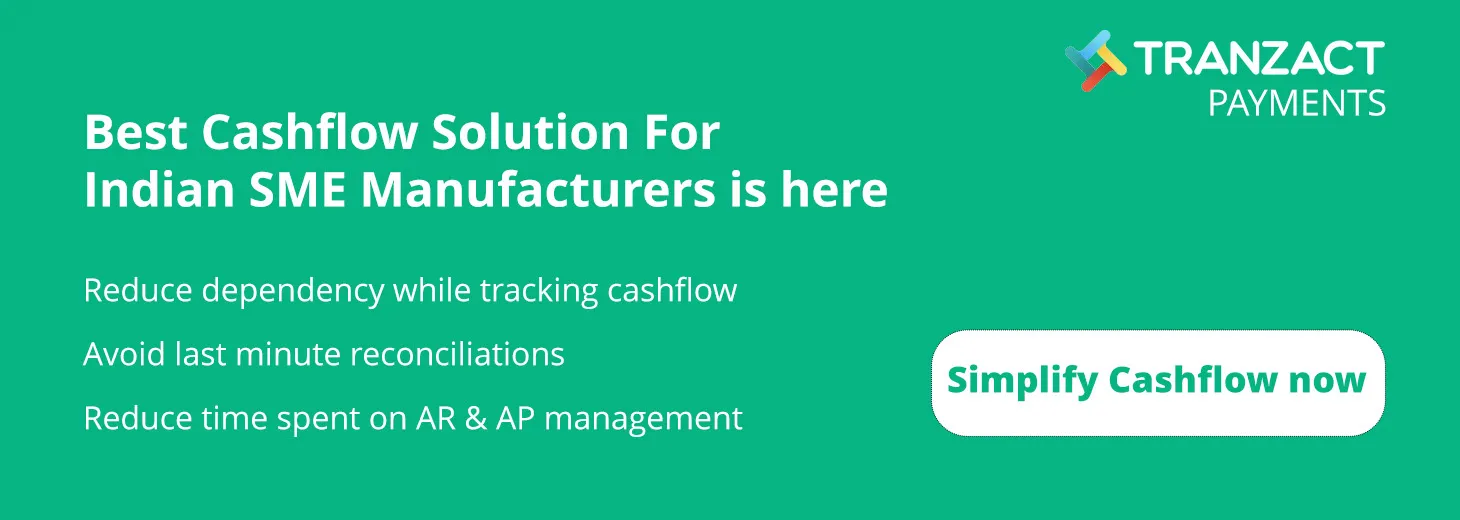 TRANZACT
PAYMENTS
Best Cashflow Solution For
Indian SME Manufacturers is here
Reduce dependency while tracking cashflow
Avoid last minute reconciliations
Reduce time spent on AR & AP management
Simplify Cashflow now